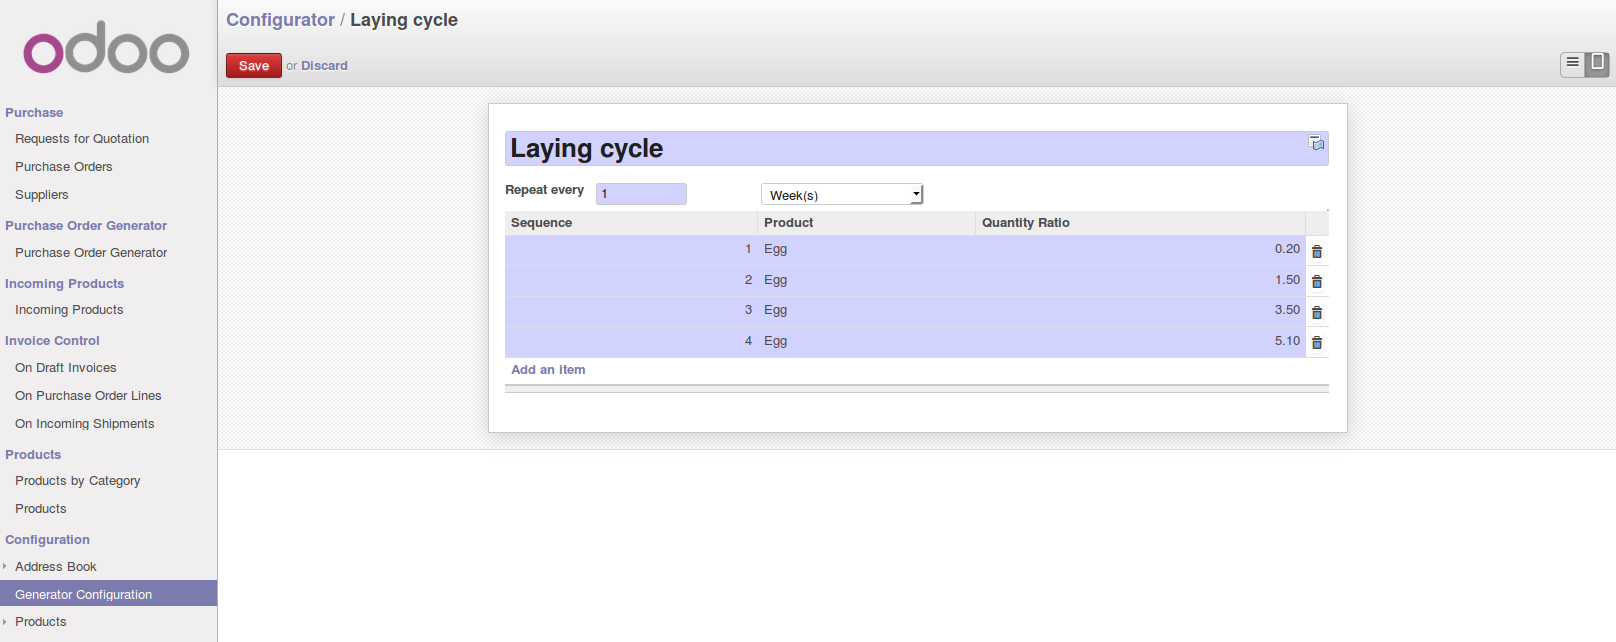 odoo
Purchase
Requests for Quotation
Purchase Orders
Suppliers
Purchase Order Generator
Purchase Order Generator
Incoming Products
Incoming Products
Invoice Control
On Draft Invoices
On Purchase Order Lines
On Incoming Shipments
Products
Products by Category
Products
Configuration
Address Book
Generator Configuration
Products
Configurator / Laying cycle
Save or Discard
Laying cycle
Repeat every 1 Week(s)
Sequence Product Quantity Ratio
1 Egg 0.20
2 Egg 1.50
3 Egg 3.50
4 Egg 5.10
Add an item